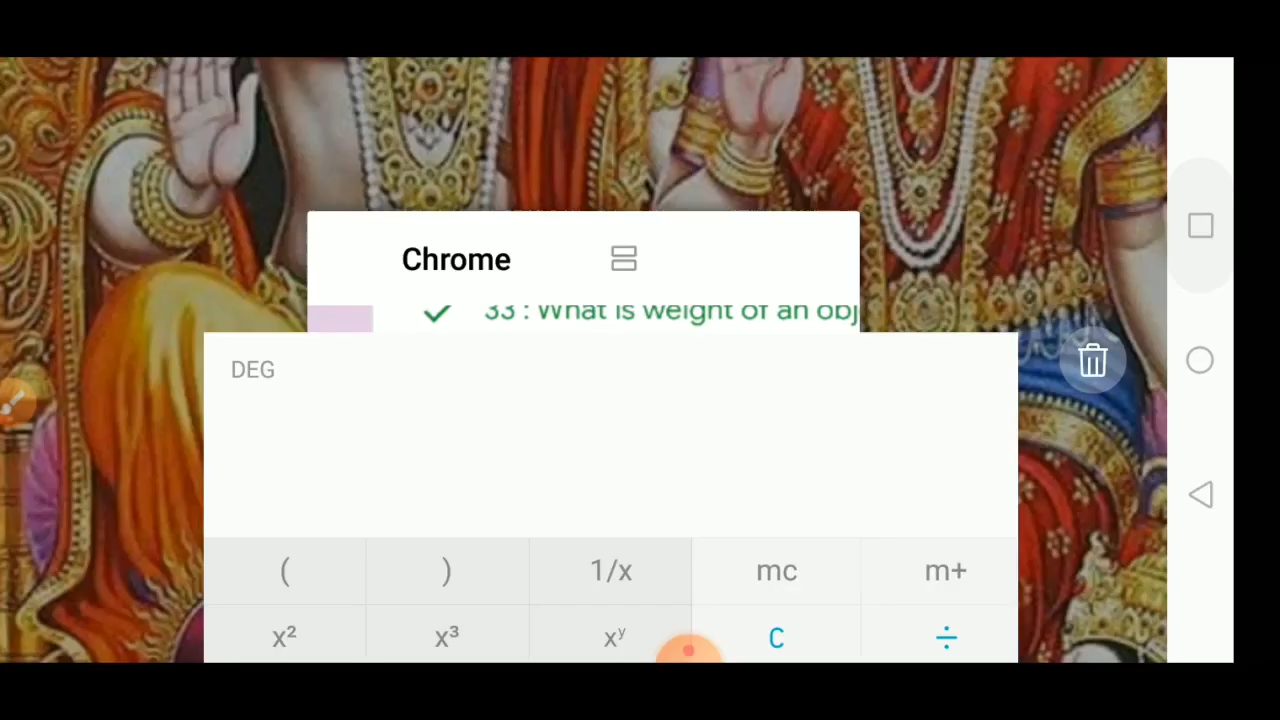 Chrome
33 : What is weight of an obj
DEG
( ) 1/x mc m+
x² x³ xʸ C ÷